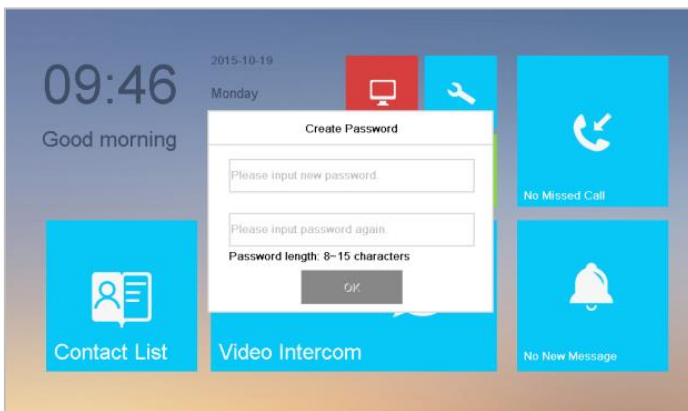 09:46
2015-10-19
Monday
Good morning
Create Password
Please input new password.
Please input password again.
Password length: 8~15 characters
OK
No Missed Call
Contact List
Video Intercom
No New Message